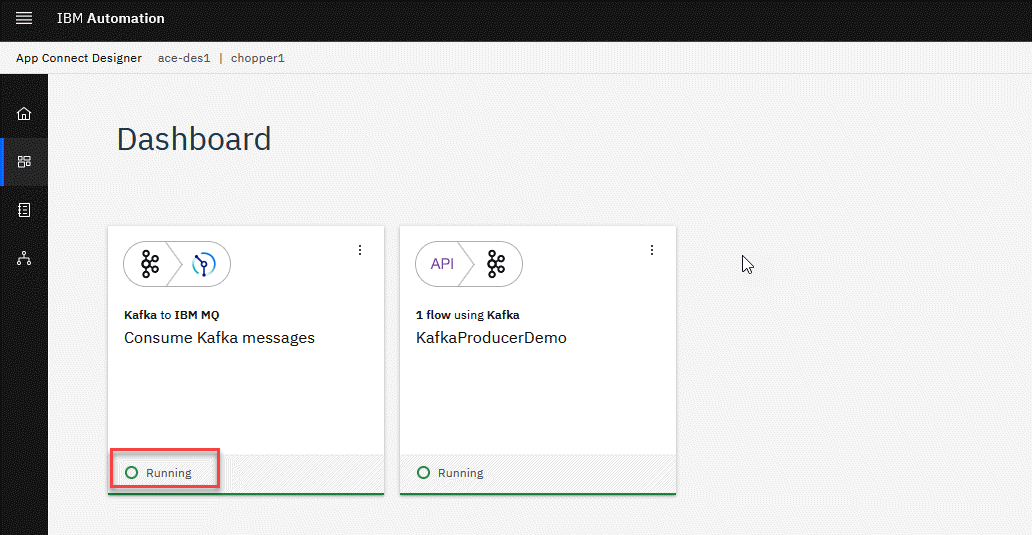 IBM Automation
App Connect Designer ace-des1 | chopper1
Dashboard
Kafka to IBM MQ
Consume Kafka messages
Running
API
1 flow using Kafka
KafkaProducerDemo
Running